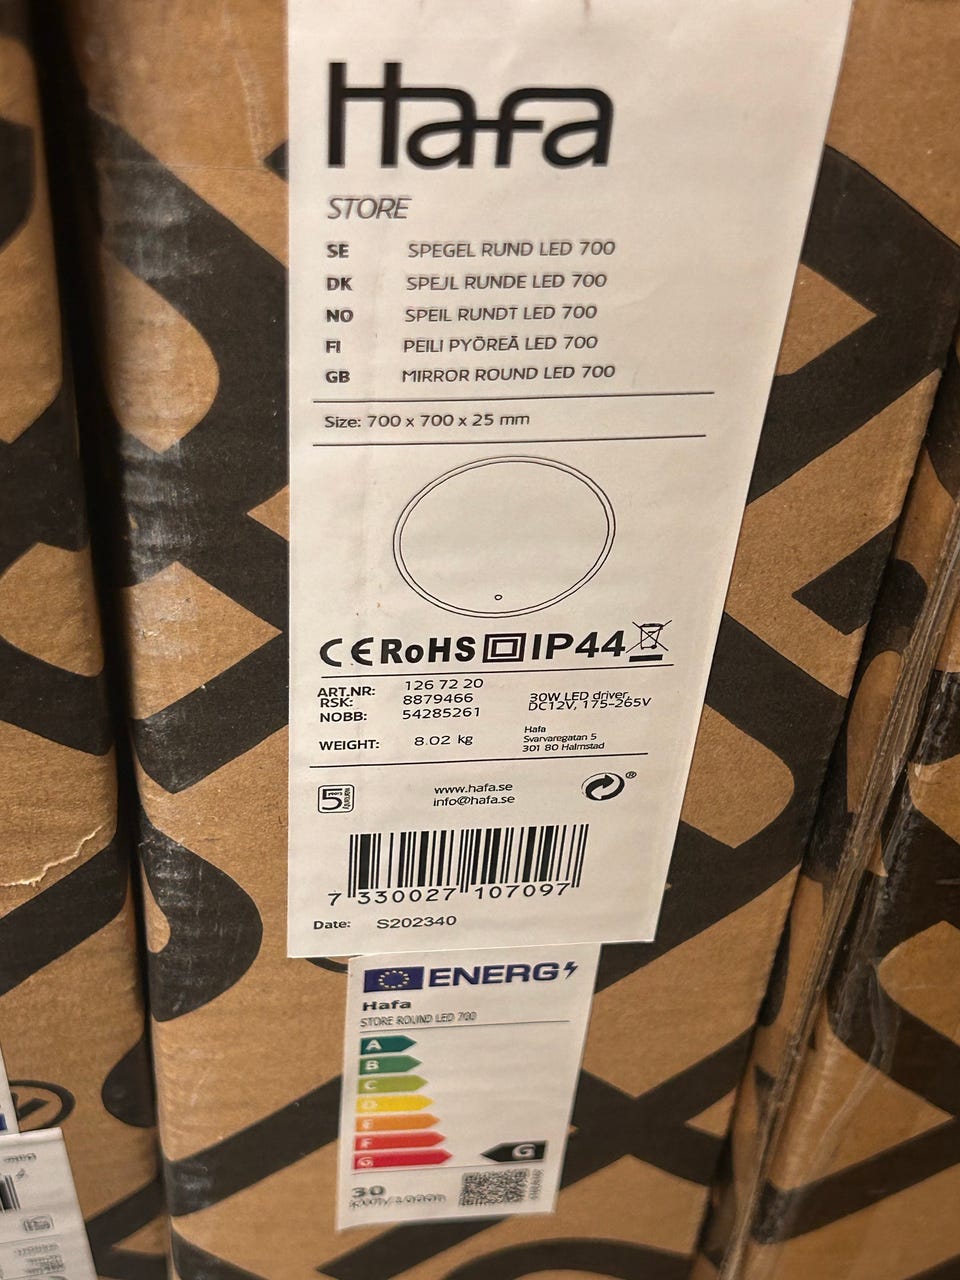 Hafa
STORE
SE SPEGEL RUND LED 700
DK SPEJL RUNDE LED 700
NO SPEIL RUNDT LED 700
FI PEILI PYÖREÄ LED 700
GB MIRROR ROUND LED 700
Size: 700 x 700 x 25 mm
CE RoHS IP44
ART.NR: 126 72 20
RSK: 8879466
NOBB: 54285261
30W LED driver,
DC12V, 175-265V
WEIGHT: 8.02 kg
Hafa
Svarvaregatan 5
301 80 Halmstad
5
www.hafa.se
info@hafa.se
®
7 330027 107097
Date: S202340
ENERG
Hafa
STORE ROUND LED 700
A
B
C
D
E
F
G
G
30
kWh/1000h